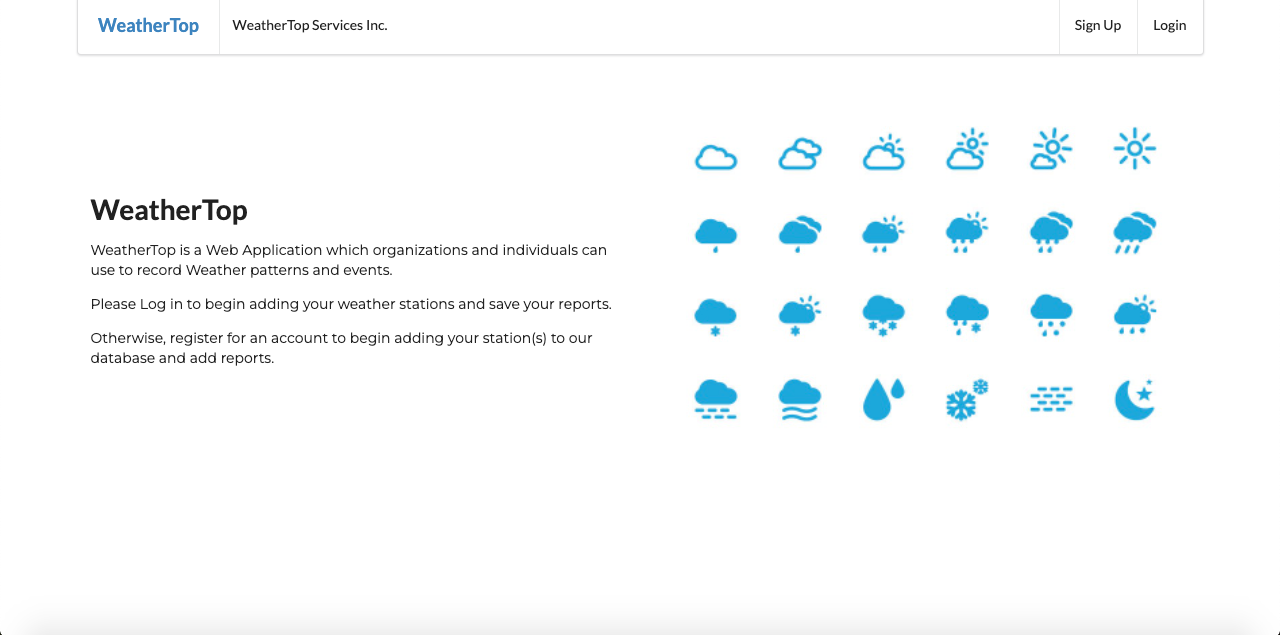 WeatherTop
WeatherTop Services Inc.
Sign Up
Login
WeatherTop
WeatherTop is a Web Application which organizations and individuals can
use to record Weather patterns and events.
Please Log in to begin adding your weather stations and save your reports.
Otherwise, register for an account to begin adding your station(s) to our
database and add reports.